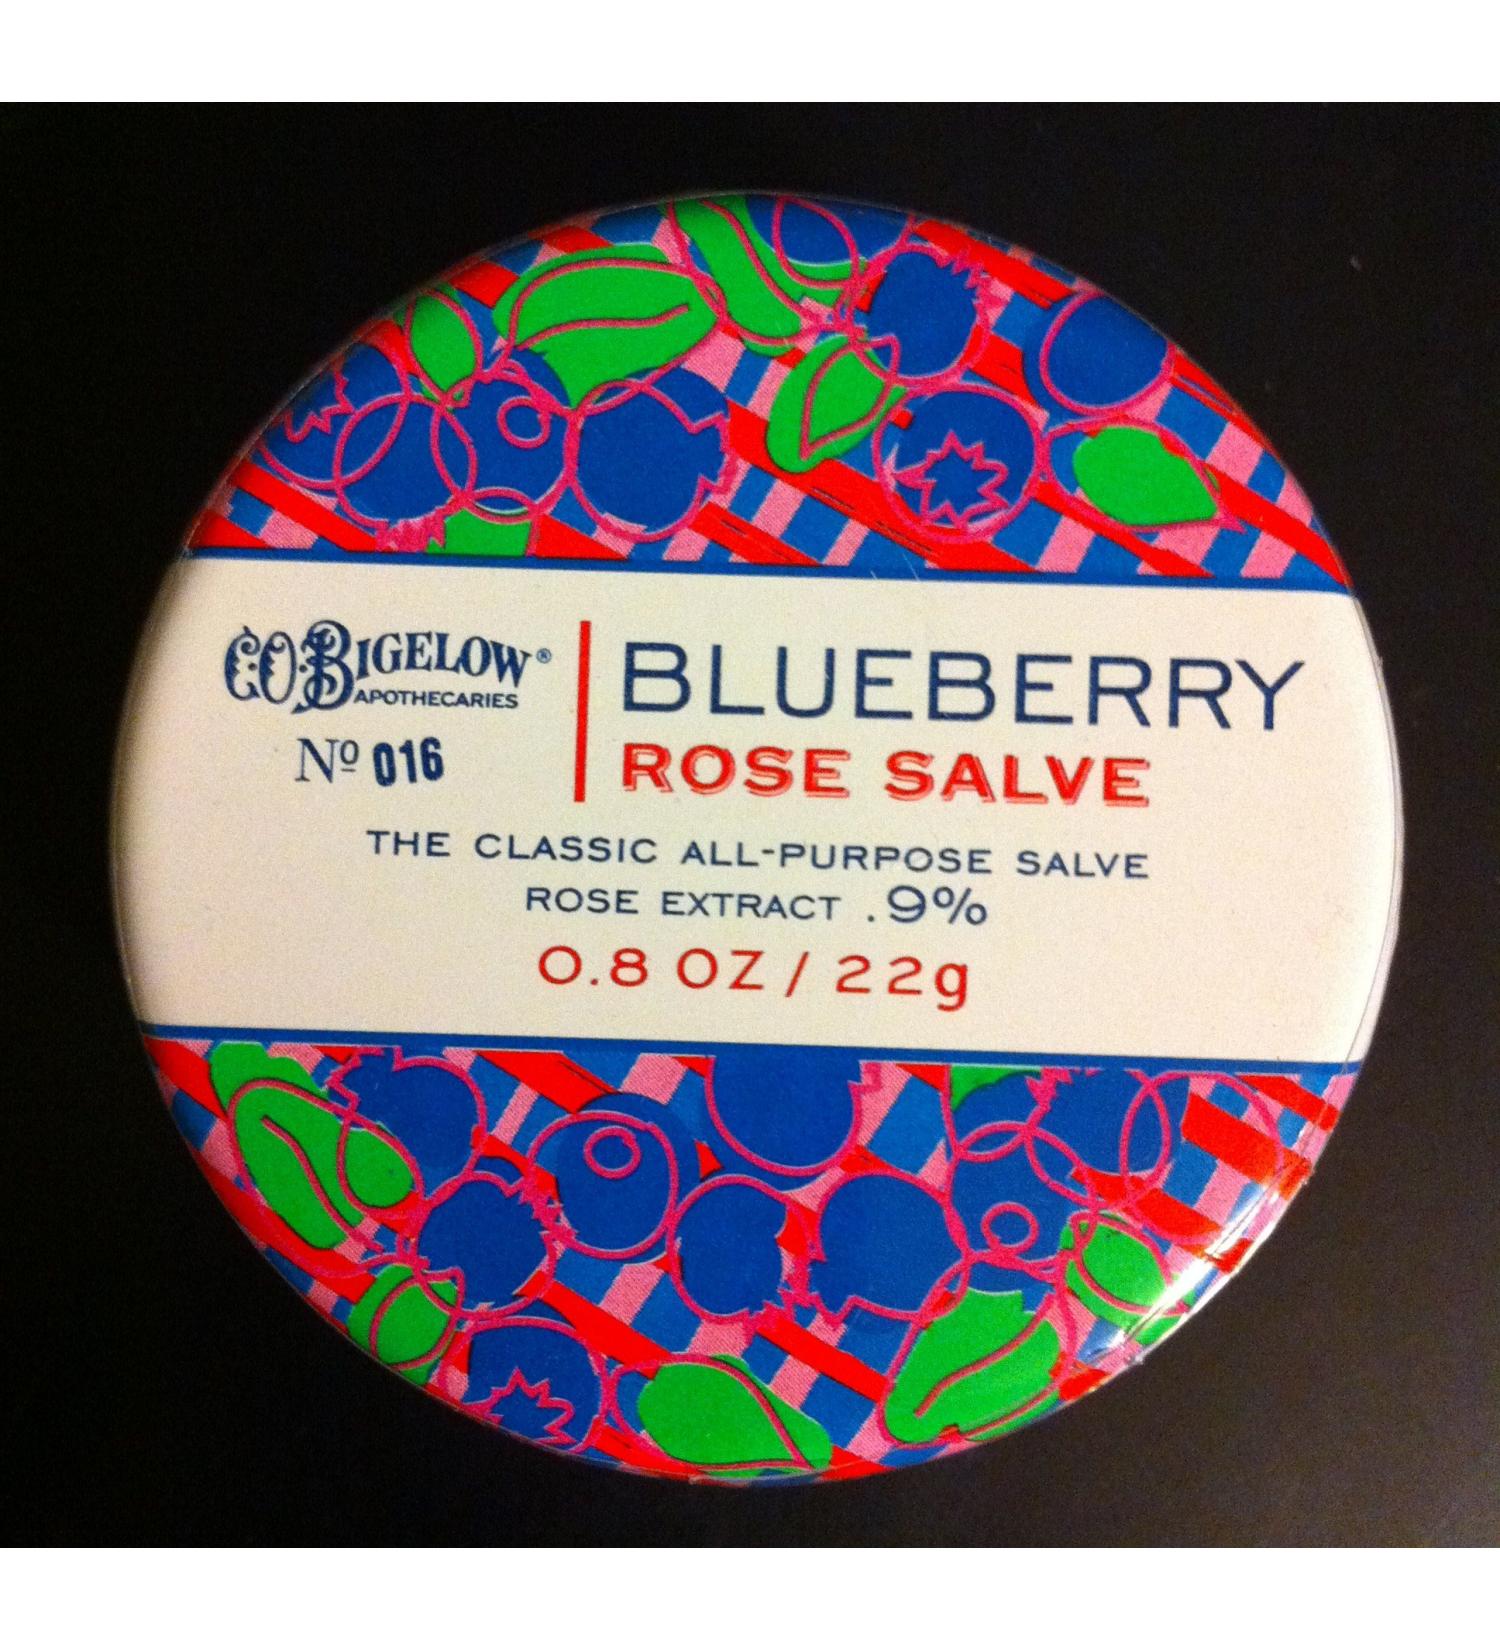 C.O. BIGELOW®
APOTHECARIES
Nº 016
BLUEBERRY
ROSE SALVE
THE CLASSIC ALL-PURPOSE SALVE
ROSE EXTRACT .9%
0.8 OZ / 22g